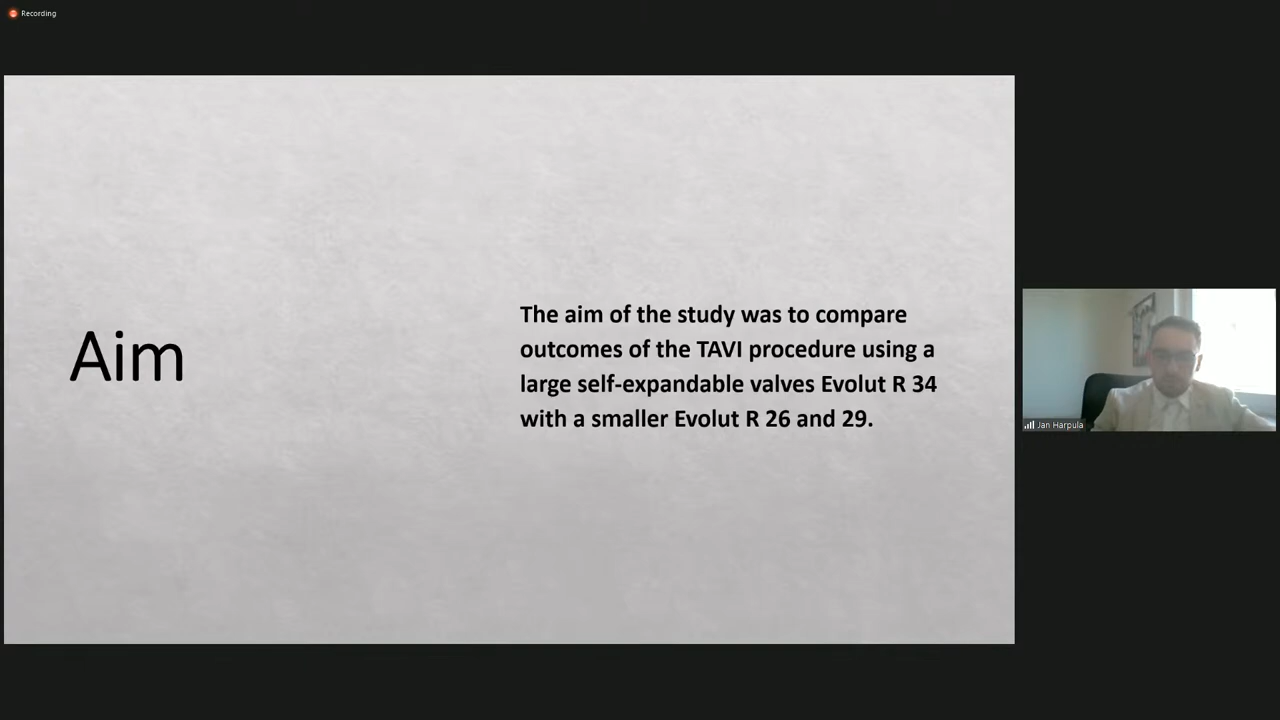 Recording
Aim
The aim of the study was to compare
outcomes of the TAVI procedure using a
large self-expandable valves Evolut R 34
with a smaller Evolut R 26 and 29.
Jan Harpula